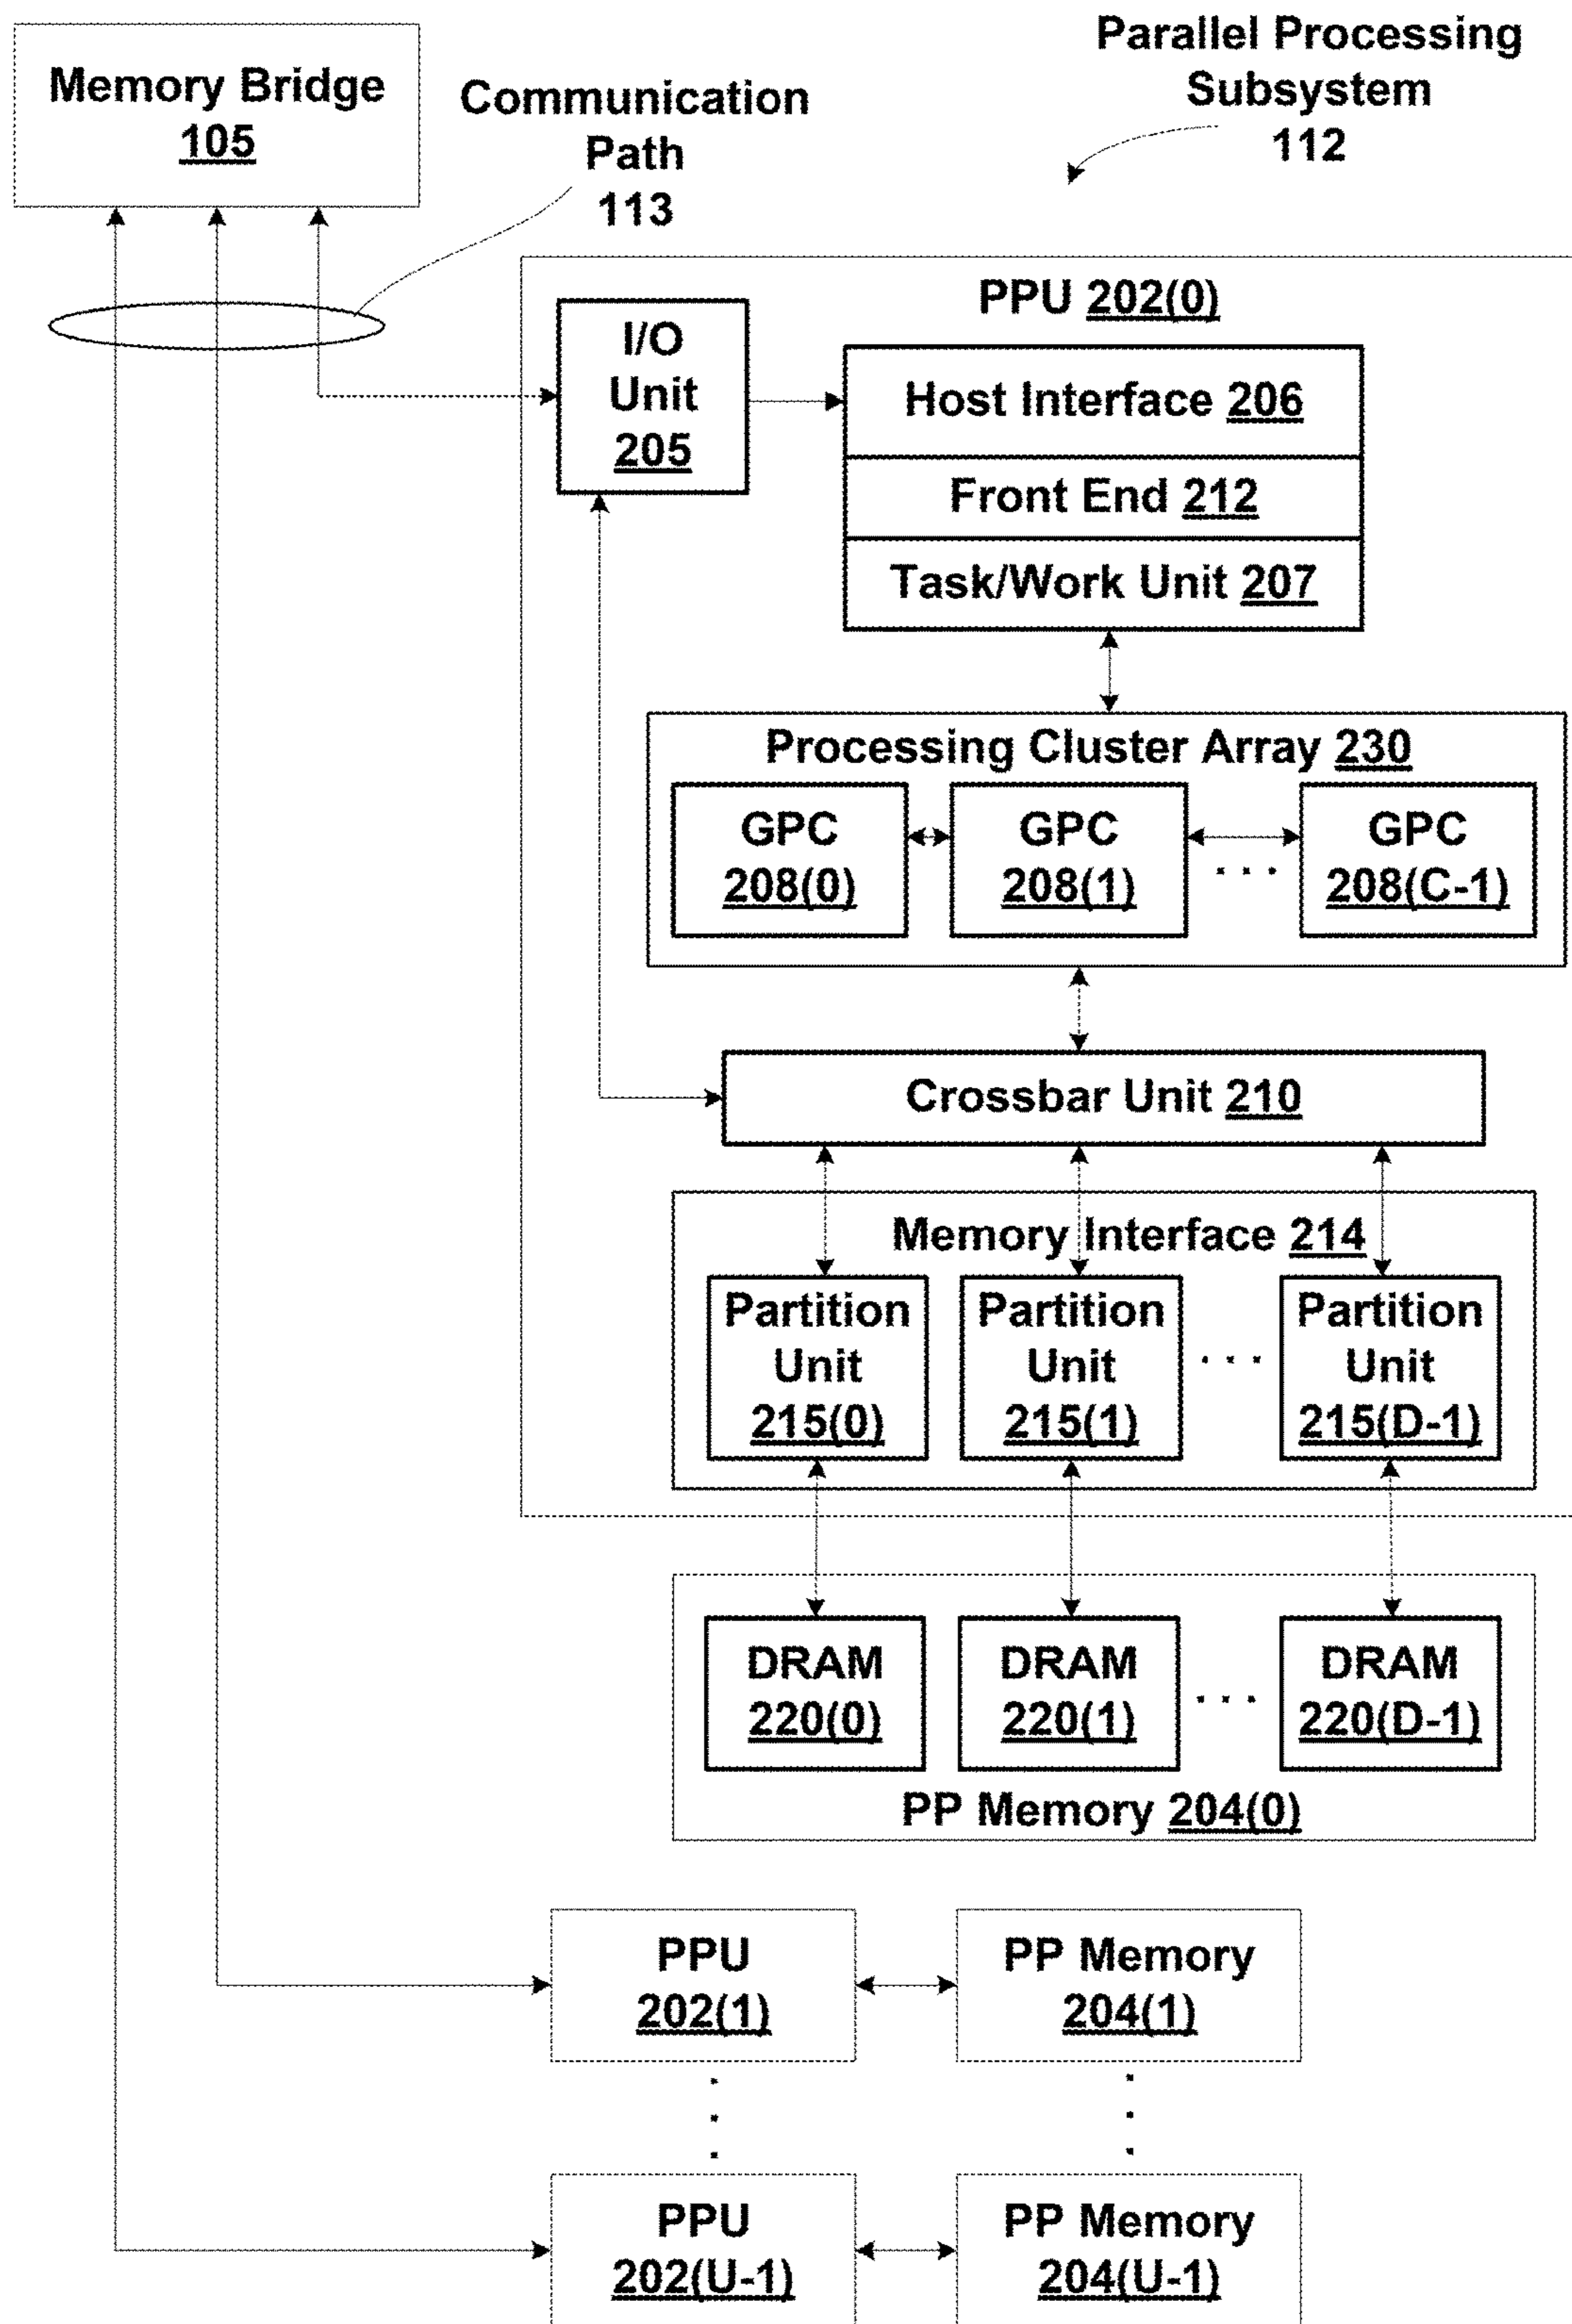 Memory Bridge
105
Communication
Path
113
Parallel Processing
Subsystem
112
PPU 202(0)
I/O
Unit
205
Host Interface 206
Front End 212
Task/Work Unit 207
Processing Cluster Array 230
GPC
208(0)
GPC
208(1)
. . .
GPC
208(C-1)
Crossbar Unit 210
Memory Interface 214
Partition
Unit
215(0)
Partition
Unit
215(1)
. . .
Partition
Unit
215(D-1)
DRAM
220(0)
DRAM
220(1)
. . .
DRAM
220(D-1)
PP Memory 204(0)
PPU
202(1)
PP Memory
204(1)
PPU
202(U-1)
PP Memory
204(U-1)